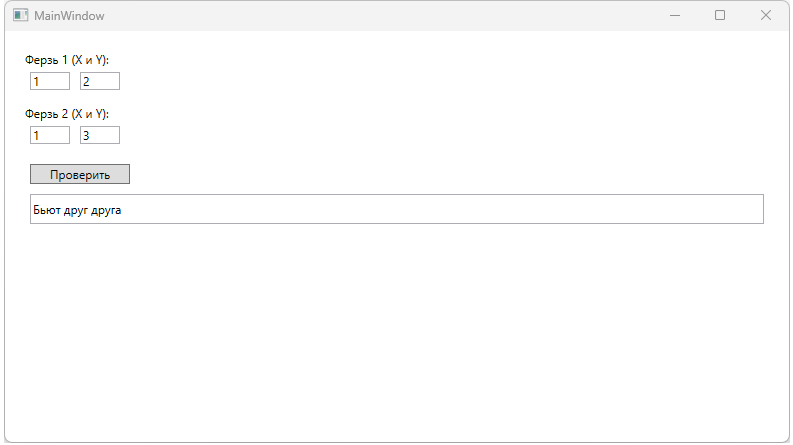 MainWindow
Ферзь 1 (X и Y):
1 2
Ферзь 2 (X и Y):
1 3
Проверить
Бьют друг друга